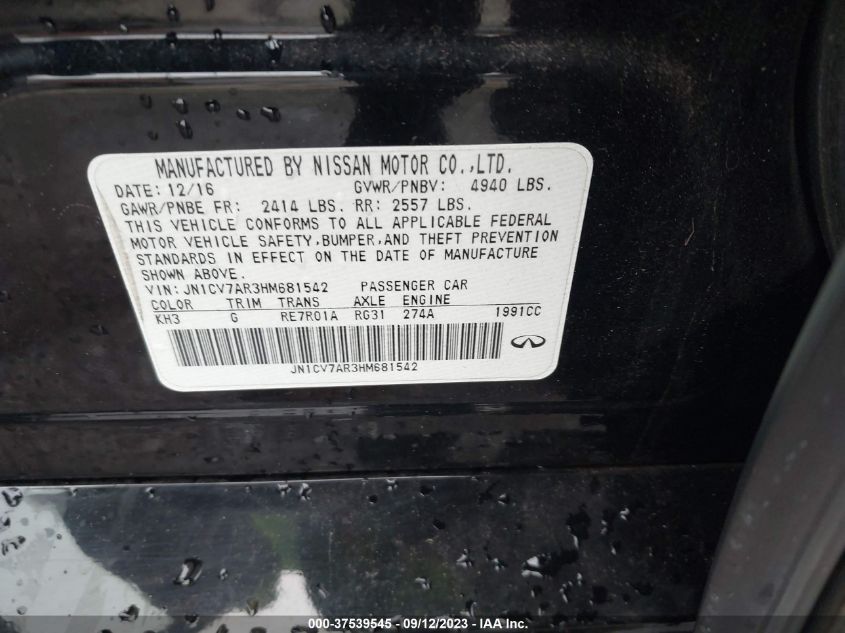 MANUFACTURED BY NISSAN MOTOR CO.,LTD.
DATE: 12/16 GVWR/PNBV: 4940 LBS.
GAWR/PNBE FR: 2414 LBS. RR: 2557 LBS.
THIS VEHICLE CONFORMS TO ALL APPLICABLE FEDERAL
MOTOR VEHICLE SAFETY,BUMPER,AND THEFT PREVENTION
STANDARDS IN EFFECT ON THE DATE OF MANUFACTURE
SHOWN ABOVE.
VIN: JN1CV7AR3HM681542 PASSENGER CAR
COLOR TRIM TRANS AXLE ENGINE
KH3 G RE7R01A RG31 274A 1991CC
JN1CV7AR3HM681542
000-37539545 - 09/12/2023 - IAAI.COM